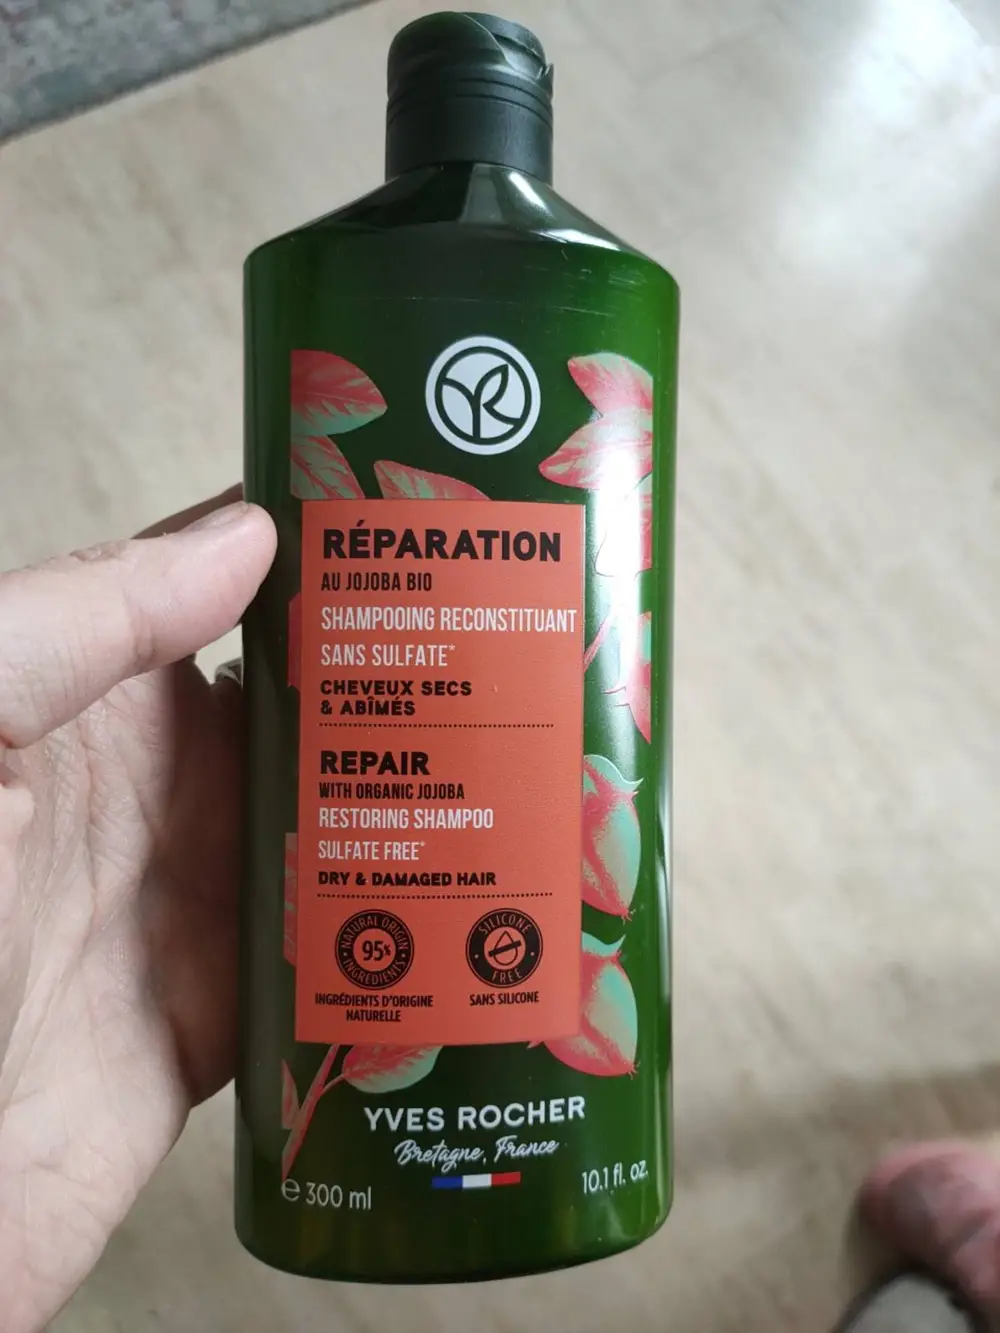 RÉPARATION
AU JOJOBA BIO
SHAMPOOING RECONSTITUANT
SANS SULFATE*
CHEVEUX SECS
& ABÎMÉS
REPAIR
WITH ORGANIC JOJOBA
RESTORING SHAMPOO
SULFATE FREE*
DRY & DAMAGED HAIR
NATURAL ORIGIN
95%
INGREDIENTS
INGRÉDIENTS D'ORIGINE
NATURELLE
SILICONE
FREE
SANS SILICONE
YVES ROCHER
Bretagne, France
℮ 300 ml
10.1 fl. oz.